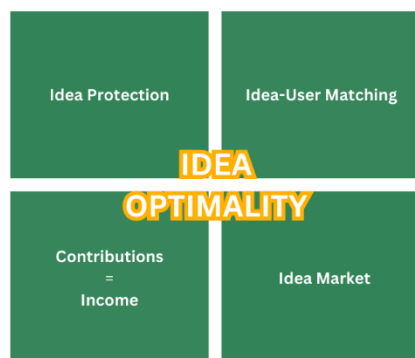 Idea Protection
Idea-User Matching
IDEA
OPTIMALITY
Contributions
=
Income
Idea Market